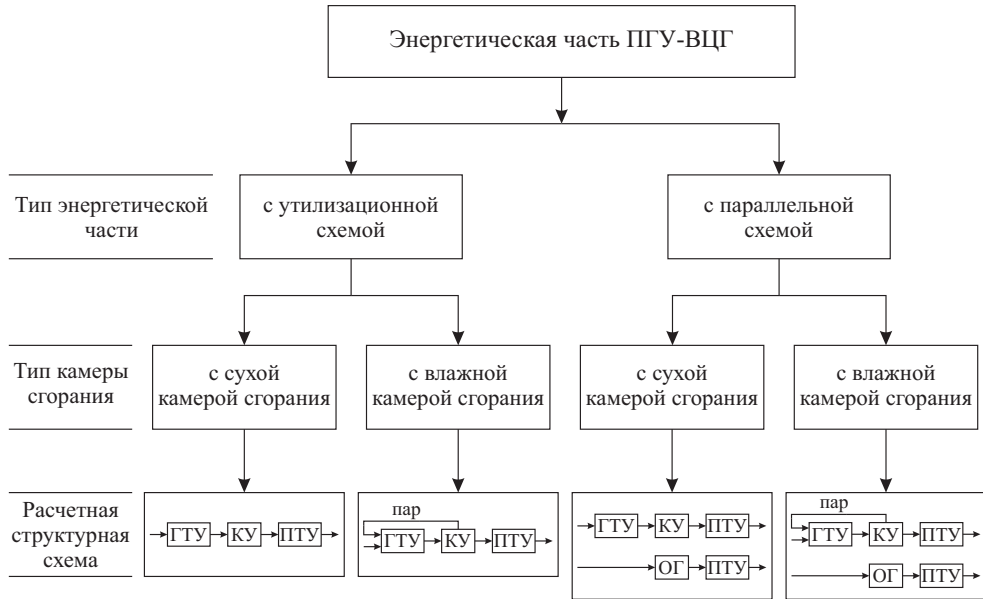 Энергетическая часть ПГУ-ВЦГ
Тип энергетической
части
с утилизационной
схемой
с параллельной
схемой
Тип камеры
сгорания
с сухой
камерой сгорания
с влажной
камерой сгорания
с сухой
камерой сгорания
с влажной
камерой сгорания
Расчетная
структурная
схема
ГТУ КУ ПТУ
пар
ГТУ КУ ПТУ
ГТУ КУ ПТУ
ОГ ПТУ
пар
ГТУ КУ ПТУ
ОГ ПТУ